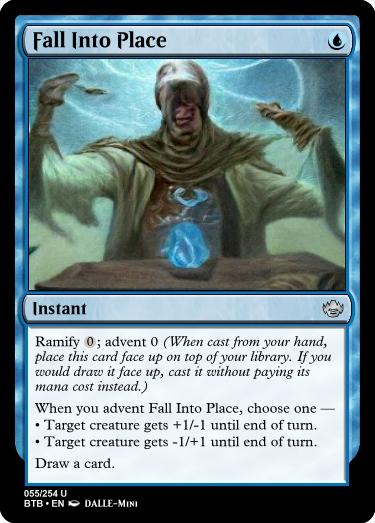 Fall Into Place
Instant
Ramify 0; advent 0 (When cast from your hand,
place this card face up on top of your library. If you
would draw it face up, cast it without paying its
mana cost instead.)
When you advent Fall Into Place, choose one —
• Target creature gets +1/-1 until end of turn.
• Target creature gets -1/+1 until end of turn.
Draw a card.
055/254 U
BTB • EN DALLE-Mini